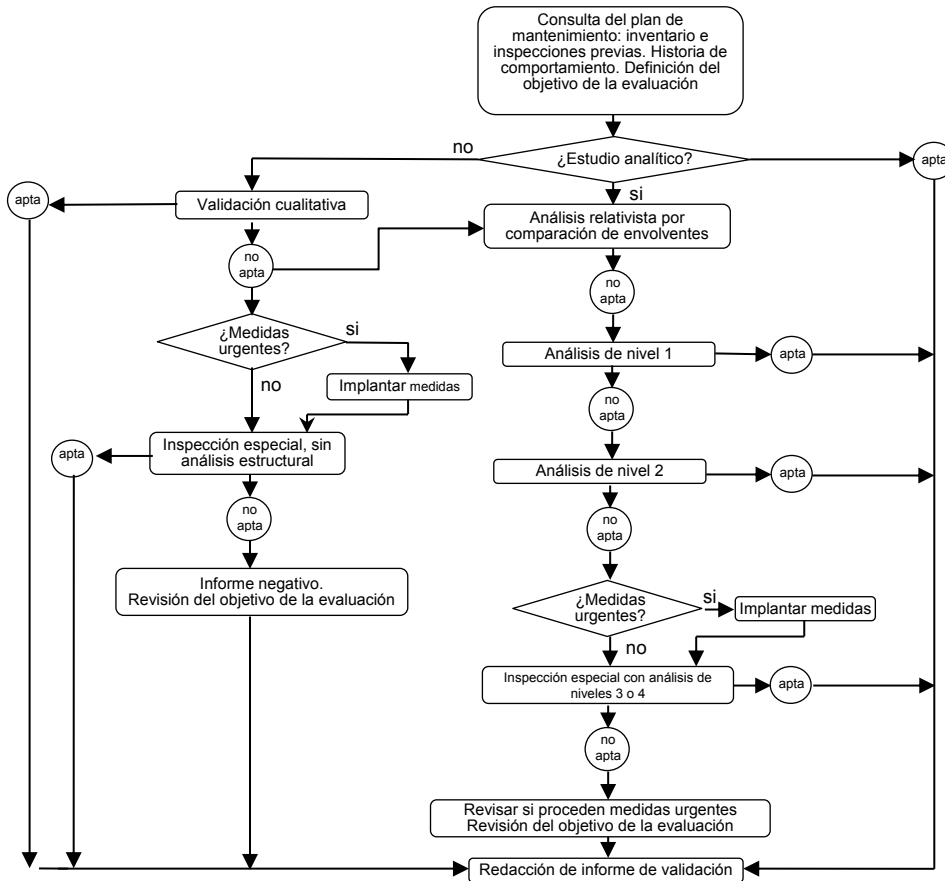 Consulta del plan de
mantenimiento: inventario e
inspecciones previas. Historia de
comportamiento. Definición del
objetivo de la evaluación
no
¿Estudio analítico?
apta
si
apta
Validación cualitativa
Análisis relativista por
comparación de envolventes
no
apta
no
apta
¿Medidas
urgentes?
si
Análisis de nivel 1
apta
no
Implantar medidas
no
apta
Inspección especial, sin
análisis estructural
apta
Análisis de nivel 2
apta
no
apta
no
apta
Informe negativo.
Revisión del objetivo de la evaluación
¿Medidas
urgentes?
si
Implantar medidas
no
Inspección especial con análisis de
niveles 3 o 4
apta
no
apta
Revisar si proceden medidas urgentes
Revisión del objetivo de la evaluación
Redacción de informe de validación